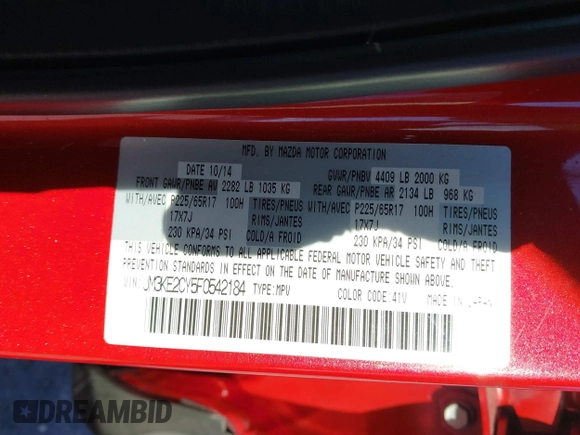 MFD. BY MAZDA MOTOR CORPORATION
DATE 10/14 GVWR/PNBV 4409 LB 2000 KG
FRONT GAWR/PNBE AV 2282 LB 1035 KG REAR GAWR/PNBE AR 2134 LB 968 KG
WITH/AVEC P225/65R17 100H TIRES/PNEUS WITH/AVEC P225/65R17 100H TIRES/PNEUS
17X7J RIMS/JANTES 17X7J RIMS/JANTES
230 KPA/34 PSI COLD/A FROID 230 KPA/34 PSI COLD/A FROID
THIS VEHICLE CONFORMS TO ALL APPLICABLE FEDERAL MOTOR VEHICLE SAFETY AND THEFT
PREVENTION STANDARDS IN EFFECT ON THE DATE OF MANUFACTURE SHOWN ABOVE.
VIN: JM3KE2CY5F0542184 TYPE:MPV COLOR CODE:41V MADE IN JAPAN
DREAMBID